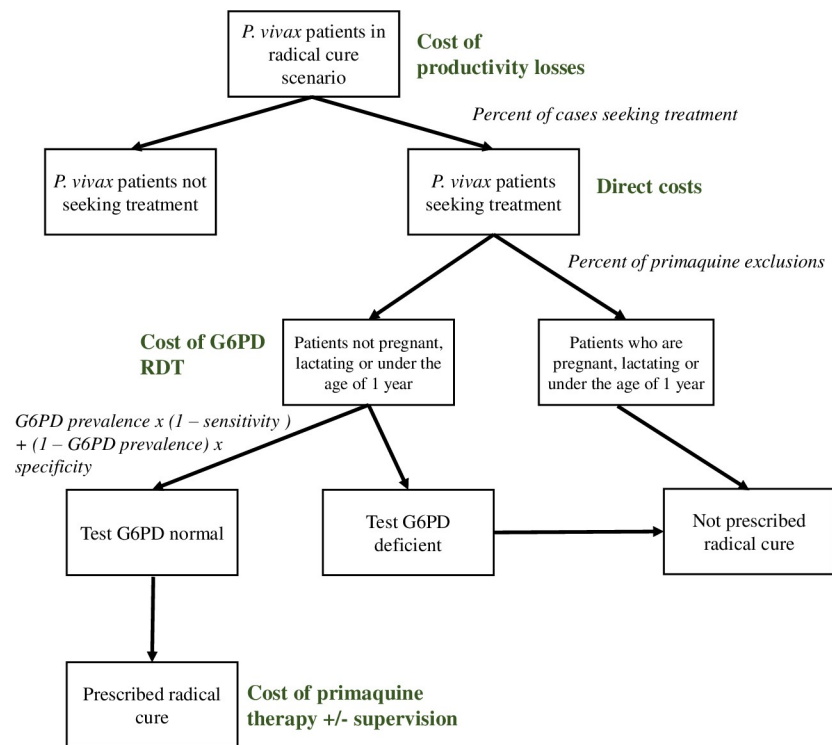 P. vivax patients in
radical cure
scenario
Cost of
productivity losses
Percent of cases seeking treatment
P. vivax patients not
seeking treatment
P. vivax patients
seeking treatment
Direct costs
Percent of primaquine exclusions
Cost of G6PD
RDT
Patients not pregnant,
lactating or under the
age of 1 year
Patients who are
pregnant, lactating or
under the age of 1 year
G6PD prevalence x (1 – sensitivity )
+ (1 – G6PD prevalence) x
specificity
Test G6PD normal
Test G6PD
deficient
Not prescribed
radical cure
Prescribed radical
cure
Cost of primaquine
therapy +/- supervision